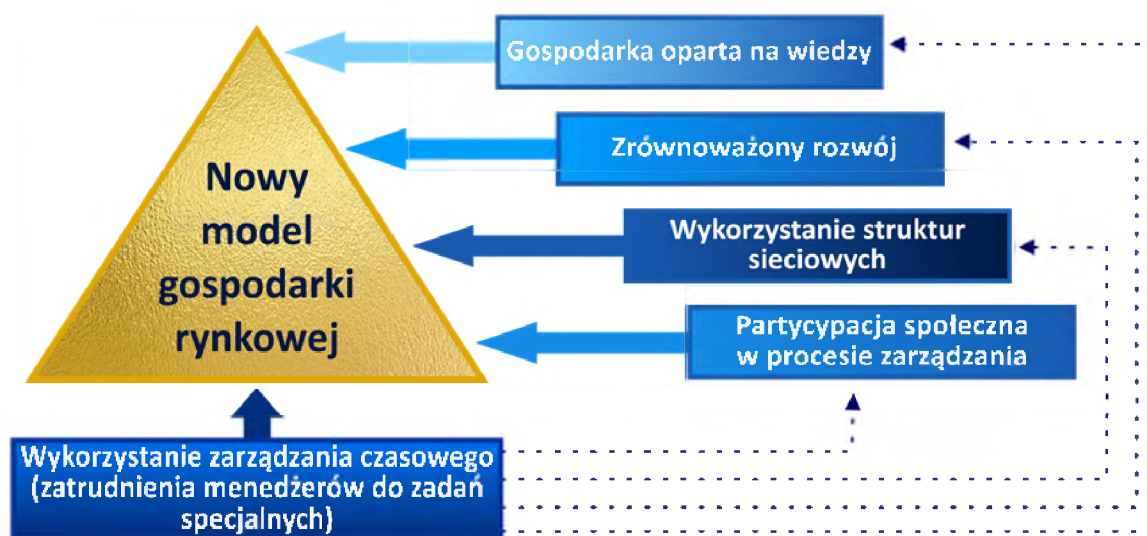 Gospodarka oparta na wiedzy
Zrównoważony rozwój
Nowy
model
gospodarki
rynkowej
Wykorzystanie struktur
sieciowych
Partycypacja społeczna
w procesie zarządzania
Wykorzystanie zarządzania czasowego
(zatrudnienia menedżerów do zadań
specjalnych)